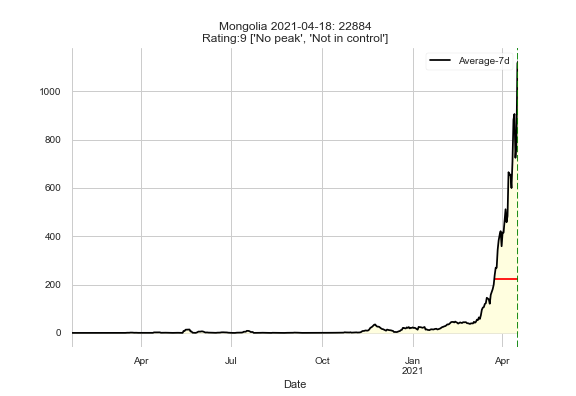 Mongolia 2021-04-18: 22884
Rating:9 ['No peak', 'Not in control']
Average-7d
1000
800
600
400
200
0
Apr
Jul
Oct
Jan
2021
Apr
Date